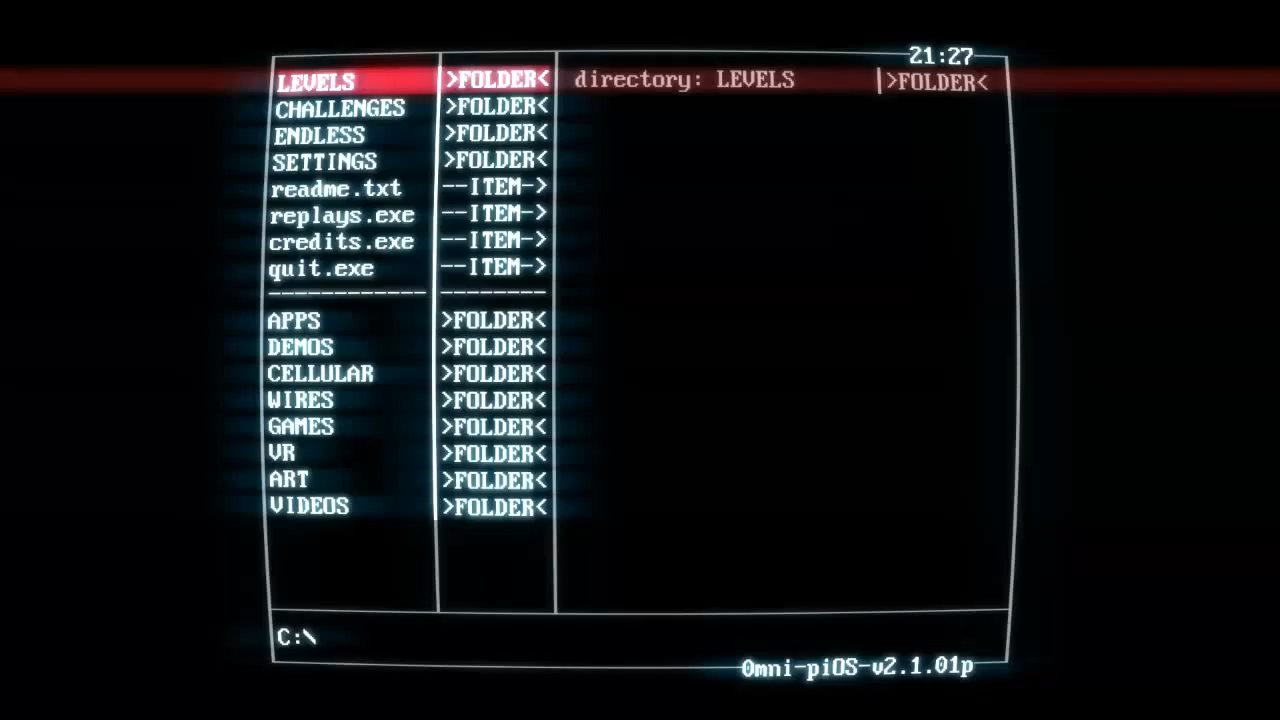 21:27
LEVELS >FOLDER< directory: LEVELS |>FOLDER<
CHALLENGES >FOLDER<
ENDLESS >FOLDER<
SETTINGS >FOLDER<
readme.txt --ITEM->
replays.exe --ITEM->
credits.exe --ITEM->
quit.exe --ITEM->
------------ --------
APPS >FOLDER<
DEMOS >FOLDER<
CELLULAR >FOLDER<
WIRES >FOLDER<
GAMES >FOLDER<
VR >FOLDER<
ART >FOLDER<
VIDEOS >FOLDER<
C:\
Omni-piOS-v2.1.01p